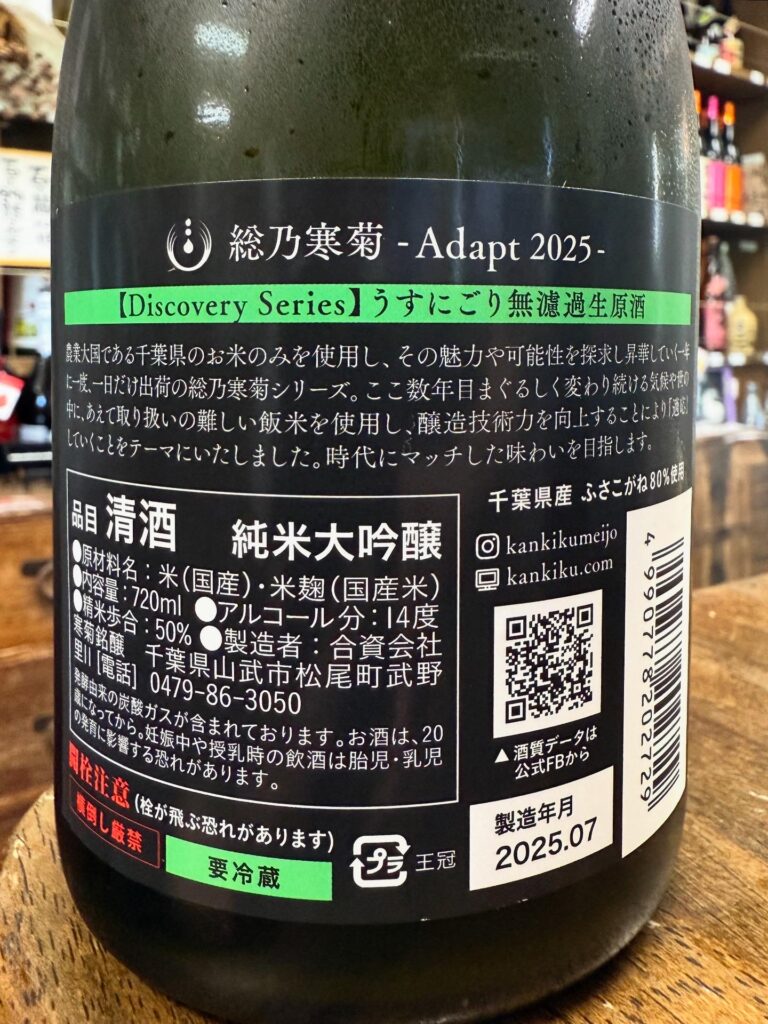 総乃寒菊 -Adapt 2025-
【Discovery Series】うすにごり無濾過生原酒
農業大国である千葉県のお米のみを使用し、その魅力や可能性を探求し昇華していく一年
に一度、一日だけ出荷の総乃寒菊シリーズ。ここ数年目まぐるしく変わり続ける気候や世の
中に、あえて取り扱いの難しい飯米を使用し、醸造技術力を向上することにより「適応」
していくことをテーマにいたしました。時代にマッチした味わいを目指します。
千葉県産 ふさこがね80%使用
品目 清酒 純米大吟醸
●原材料名：米（国産）・米麹（国産米）
●内容量：720ml ●アルコール分：14度
●精米歩合：50% ●製造者：合資会社
寒菊銘醸 千葉県山武市松尾町武野
里11 [電話] 0479-86-3050
発酵由来の炭酸ガスが含まれております。お酒は、20
歳になってから。妊娠中や授乳時の飲酒は胎児・乳児
の発育に影響する恐れがあります。
kankikumeijo
kankiku.com
▲酒質データは
公式FBから
4990778202729
開栓注意 (栓が飛ぶ恐れがあります)
横倒し厳禁
要冷蔵
プラ 王冠
製造年月
2025.07